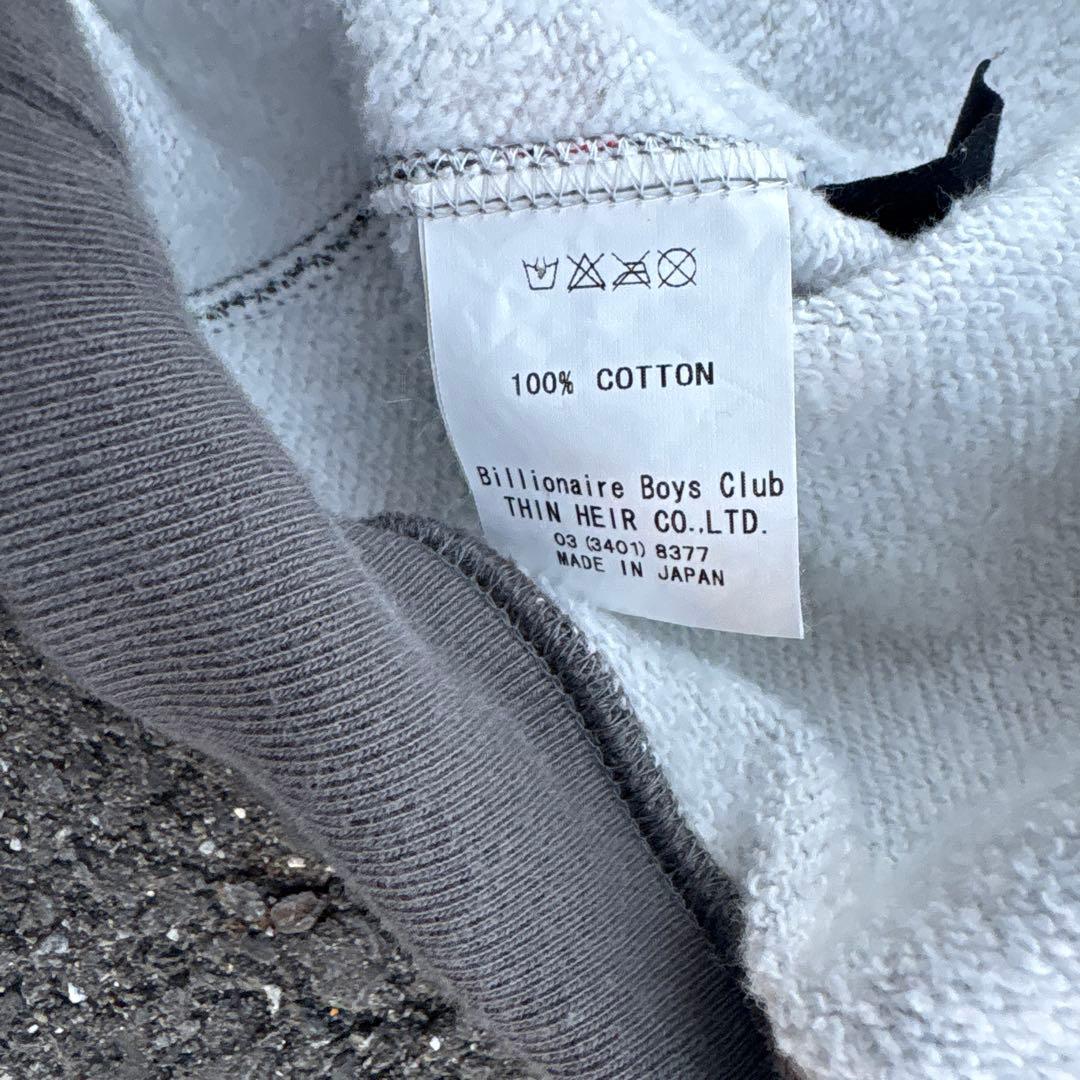 100% COTTON
Billionaire Boys Club
THIN HEIR CO.,LTD.
03 (3401) 8377
MADE IN JAPAN